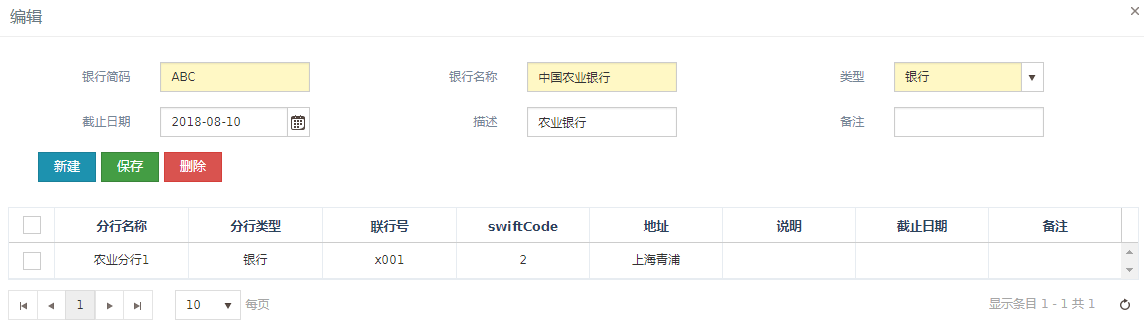 编辑
银行简码 ABC 银行名称 中国农业银行 类型 银行
截止日期 2018-08-10 描述 农业银行 备注
新建 保存 删除
分行名称 分行类型 联行号 swiftCode 地址 说明 截止日期 备注
农业分行1 银行 x001 2 上海青浦
1 10 每页 显示条目 1 - 1 共 1